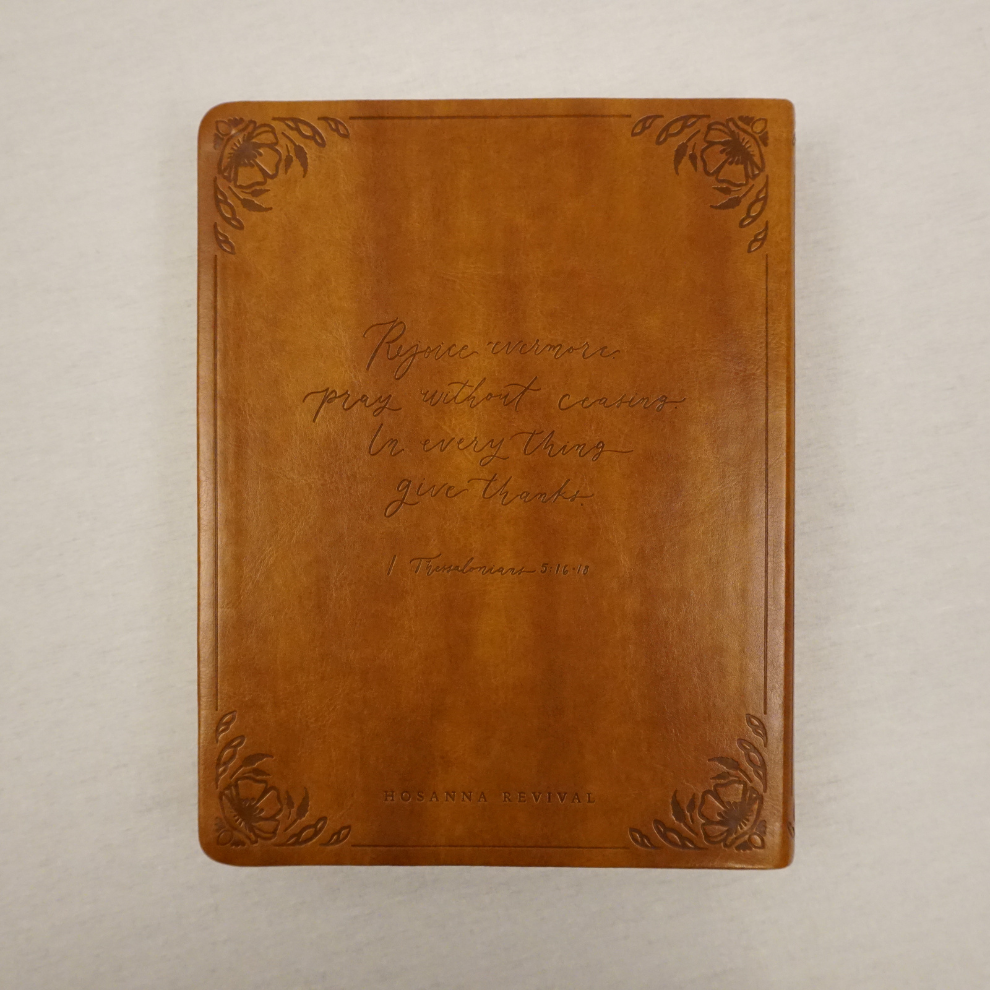 Rejoice evermore
pray without ceasing.
In every thing
give thanks.
1 Thessalonians 5:16-18
HOSANNA REVIVAL